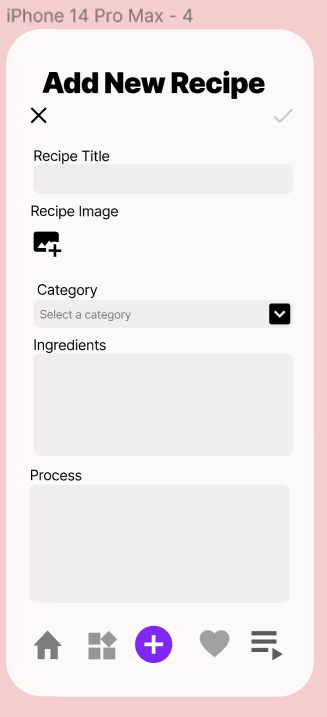 iPhone 14 Pro Max - 4
Add New Recipe
Recipe Title
Recipe Image
Category
Select a category
Ingredients
Process